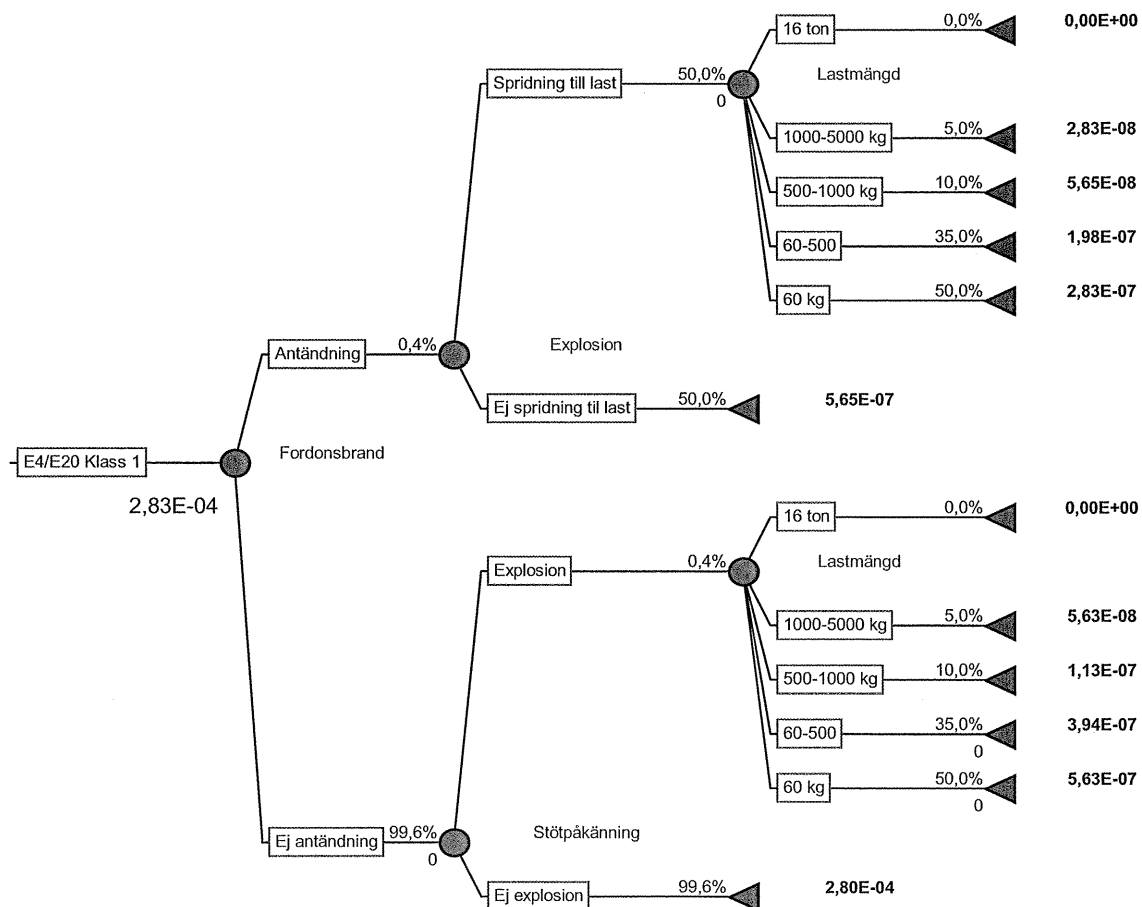 16 ton 0,0% 0,00E+00
Spridning till last 50,0% Lastmängd
0
1000-5000 kg 5,0% 2,83E-08
500-1000 kg 10,0% 5,65E-08
60-500 35,0% 1,98E-07
60 kg 50,0% 2,83E-07
Antändning 0,4% Explosion
Ej spridning til last 50,0% 5,65E-07
E4/E20 Klass 1 Fordonsbrand
2,83E-04
16 ton 0,0% 0,00E+00
Explosion 0,4% Lastmängd
1000-5000 kg 5,0% 5,63E-08
500-1000 kg 10,0% 1,13E-07
60-500 35,0% 3,94E-07
0
60 kg 50,0% 5,63E-07
0
Ej antändning 99,6% Stötpåkänning
0
Ej explosion 99,6% 2,80E-04